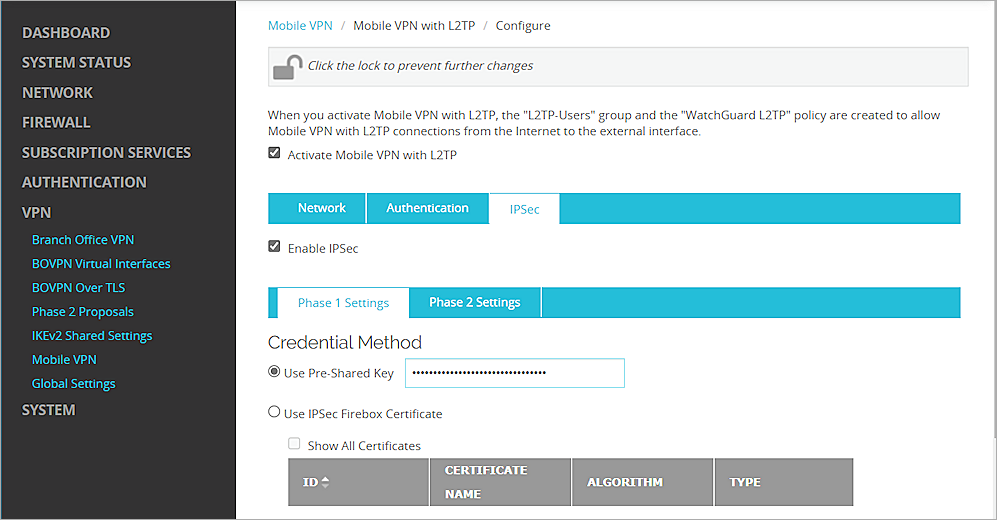 DASHBOARD
SYSTEM STATUS
NETWORK
FIREWALL
SUBSCRIPTION SERVICES
AUTHENTICATION
VPN
Branch Office VPN
BOVPN Virtual Interfaces
BOVPN Over TLS
Phase 2 Proposals
IKEv2 Shared Settings
Mobile VPN
Global Settings
SYSTEM
Mobile VPN / Mobile VPN with L2TP / Configure
Click the lock to prevent further changes
When you activate Mobile VPN with L2TP, the "L2TP-Users" group and the "WatchGuard L2TP" policy are created to allow
Mobile VPN with L2TP connections from the Internet to the external interface.
Activate Mobile VPN with L2TP
Network Authentication IPSec
Enable IPSec
Phase 1 Settings Phase 2 Settings
Credential Method
Use Pre-Shared Key ••••••••••••••••••••••••••••••••
Use IPSec Firebox Certificate
Show All Certificates
ID CERTIFICATE NAME ALGORITHM TYPE